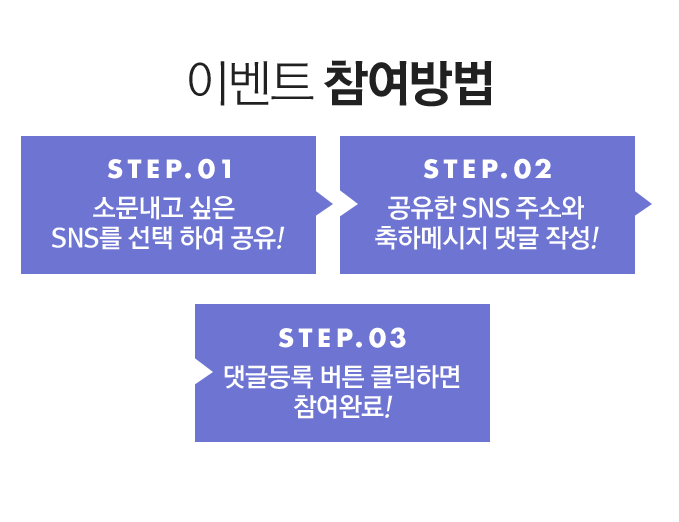 이벤트 참여방법
STEP.01
소문내고 싶은
SNS를 선택 하여 공유!
STEP.02
공유한 SNS 주소와
축하메시지 댓글 작성!
STEP.03
댓글등록 버튼 클릭하면
참여완료!